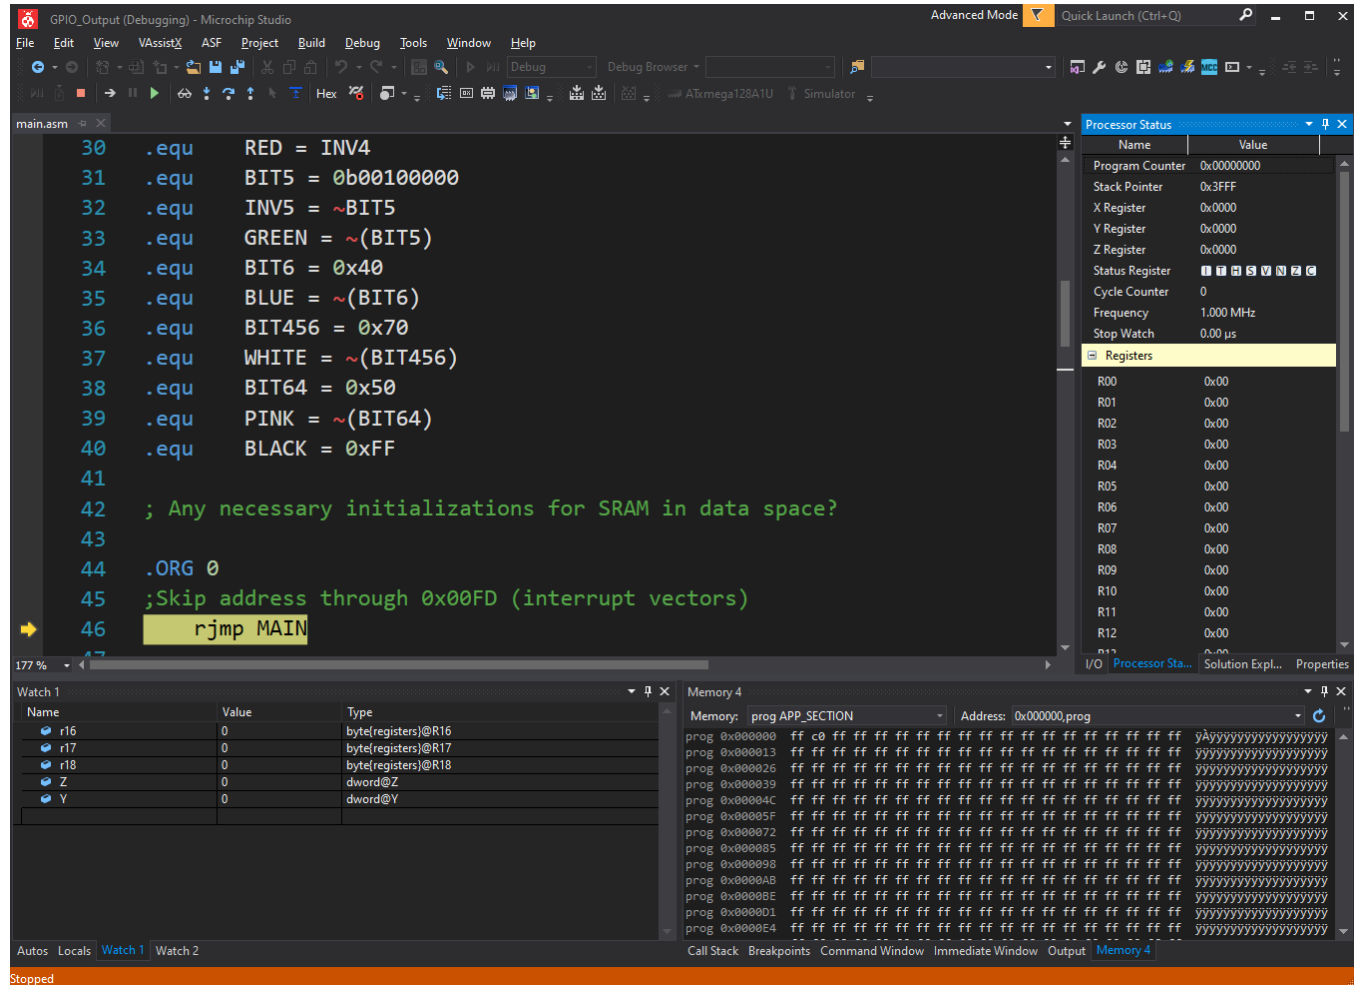 GPIO_Output (Debugging) - Microchip Studio
Advanced Mode
Quick Launch (Ctrl+Q)
File Edit View VAssistX ASF Project Build Debug Tools Window Help
Debug Debug Browser
Hex ATxmega128A1U Simulator
main.asm
30 .equ RED = INV4
31 .equ BIT5 = 0b00100000
32 .equ INV5 = ~BIT5
33 .equ GREEN = ~(BIT5)
34 .equ BIT6 = 0x40
35 .equ BLUE = ~(BIT6)
36 .equ BIT456 = 0x70
37 .equ WHITE = ~(BIT456)
38 .equ BIT64 = 0x50
39 .equ PINK = ~(BIT64)
40 .equ BLACK = 0xFF
41
42 ; Any necessary initializations for SRAM in data space?
43
44 .ORG 0
45 ;Skip address through 0x00FD (interrupt vectors)
46 rjmp MAIN
47
177 %
Processor Status
Name Value
Program Counter 0x00000000
Stack Pointer 0x3FFF
X Register 0x0000
Y Register 0x0000
Z Register 0x0000
Status Register I T H S V N Z C
Cycle Counter 0
Frequency 1.000 MHz
Stop Watch 0.00 µs
Registers
R00 0x00
R01 0x00
R02 0x00
R03 0x00
R04 0x00
R05 0x00
R06 0x00
R07 0x00
R08 0x00
R09 0x00
R10 0x00
R11 0x00
R12 0x00
R13 0x00
I/O Processor Sta... Solution Expl... Properties
Watch 1
Name Value Type
r16 0 byte{registers}@R16
r17 0 byte{registers}@R17
r18 0 byte{registers}@R18
Z 0 dword@Z
Y 0 dword@Y
Autos Locals Watch 1 Watch 2
Memory 4
Memory: prog APP_SECTION Address: 0x000000,prog
prog 0x000000 ff c0 ff ff ff ff ff ff ff ff ff ff ff ff ff ff ff ff ff ÿÀÿÿÿÿÿÿÿÿÿÿÿÿÿÿÿÿÿ
prog 0x000013 ff ff ff ff ff ff ff ff ff ff ff ff ff ff ff ff ff ff ff ÿÿÿÿÿÿÿÿÿÿÿÿÿÿÿÿÿÿÿ
prog 0x000026 ff ff ff ff ff ff ff ff ff ff ff ff ff ff ff ff ff ff ff ÿÿÿÿÿÿÿÿÿÿÿÿÿÿÿÿÿÿÿ
prog 0x000039 ff ff ff ff ff ff ff ff ff ff ff ff ff ff ff ff ff ff ff ÿÿÿÿÿÿÿÿÿÿÿÿÿÿÿÿÿÿÿ
prog 0x00004C ff ff ff ff ff ff ff ff ff ff ff ff ff ff ff ff ff ff ff ÿÿÿÿÿÿÿÿÿÿÿÿÿÿÿÿÿÿÿ
prog 0x00005F ff ff ff ff ff ff ff ff ff ff ff ff ff ff ff ff ff ff ff ÿÿÿÿÿÿÿÿÿÿÿÿÿÿÿÿÿÿÿ
prog 0x000072 ff ff ff ff ff ff ff ff ff ff ff ff ff ff ff ff ff ff ff ÿÿÿÿÿÿÿÿÿÿÿÿÿÿÿÿÿÿÿ
prog 0x000085 ff ff ff ff ff ff ff ff ff ff ff ff ff ff ff ff ff ff ff ÿÿÿÿÿÿÿÿÿÿÿÿÿÿÿÿÿÿÿ
prog 0x000098 ff ff ff ff ff ff ff ff ff ff ff ff ff ff ff ff ff ff ff ÿÿÿÿÿÿÿÿÿÿÿÿÿÿÿÿÿÿÿ
prog 0x0000AB ff ff ff ff ff ff ff ff ff ff ff ff ff ff ff ff ff ff ff ÿÿÿÿÿÿÿÿÿÿÿÿÿÿÿÿÿÿÿ
prog 0x0000BE ff ff ff ff ff ff ff ff ff ff ff ff ff ff ff ff ff ff ff ÿÿÿÿÿÿÿÿÿÿÿÿÿÿÿÿÿÿÿ
prog 0x0000D1 ff ff ff ff ff ff ff ff ff ff ff ff ff ff ff ff ff ff ff ÿÿÿÿÿÿÿÿÿÿÿÿÿÿÿÿÿÿÿ
prog 0x0000E4 ff ff ff ff ff ff ff ff ff ff ff ff ff ff ff ff ff ff ff ÿÿÿÿÿÿÿÿÿÿÿÿÿÿÿÿÿÿÿ
Call Stack Breakpoints Command Window Immediate Window Output Memory 4
Stopped